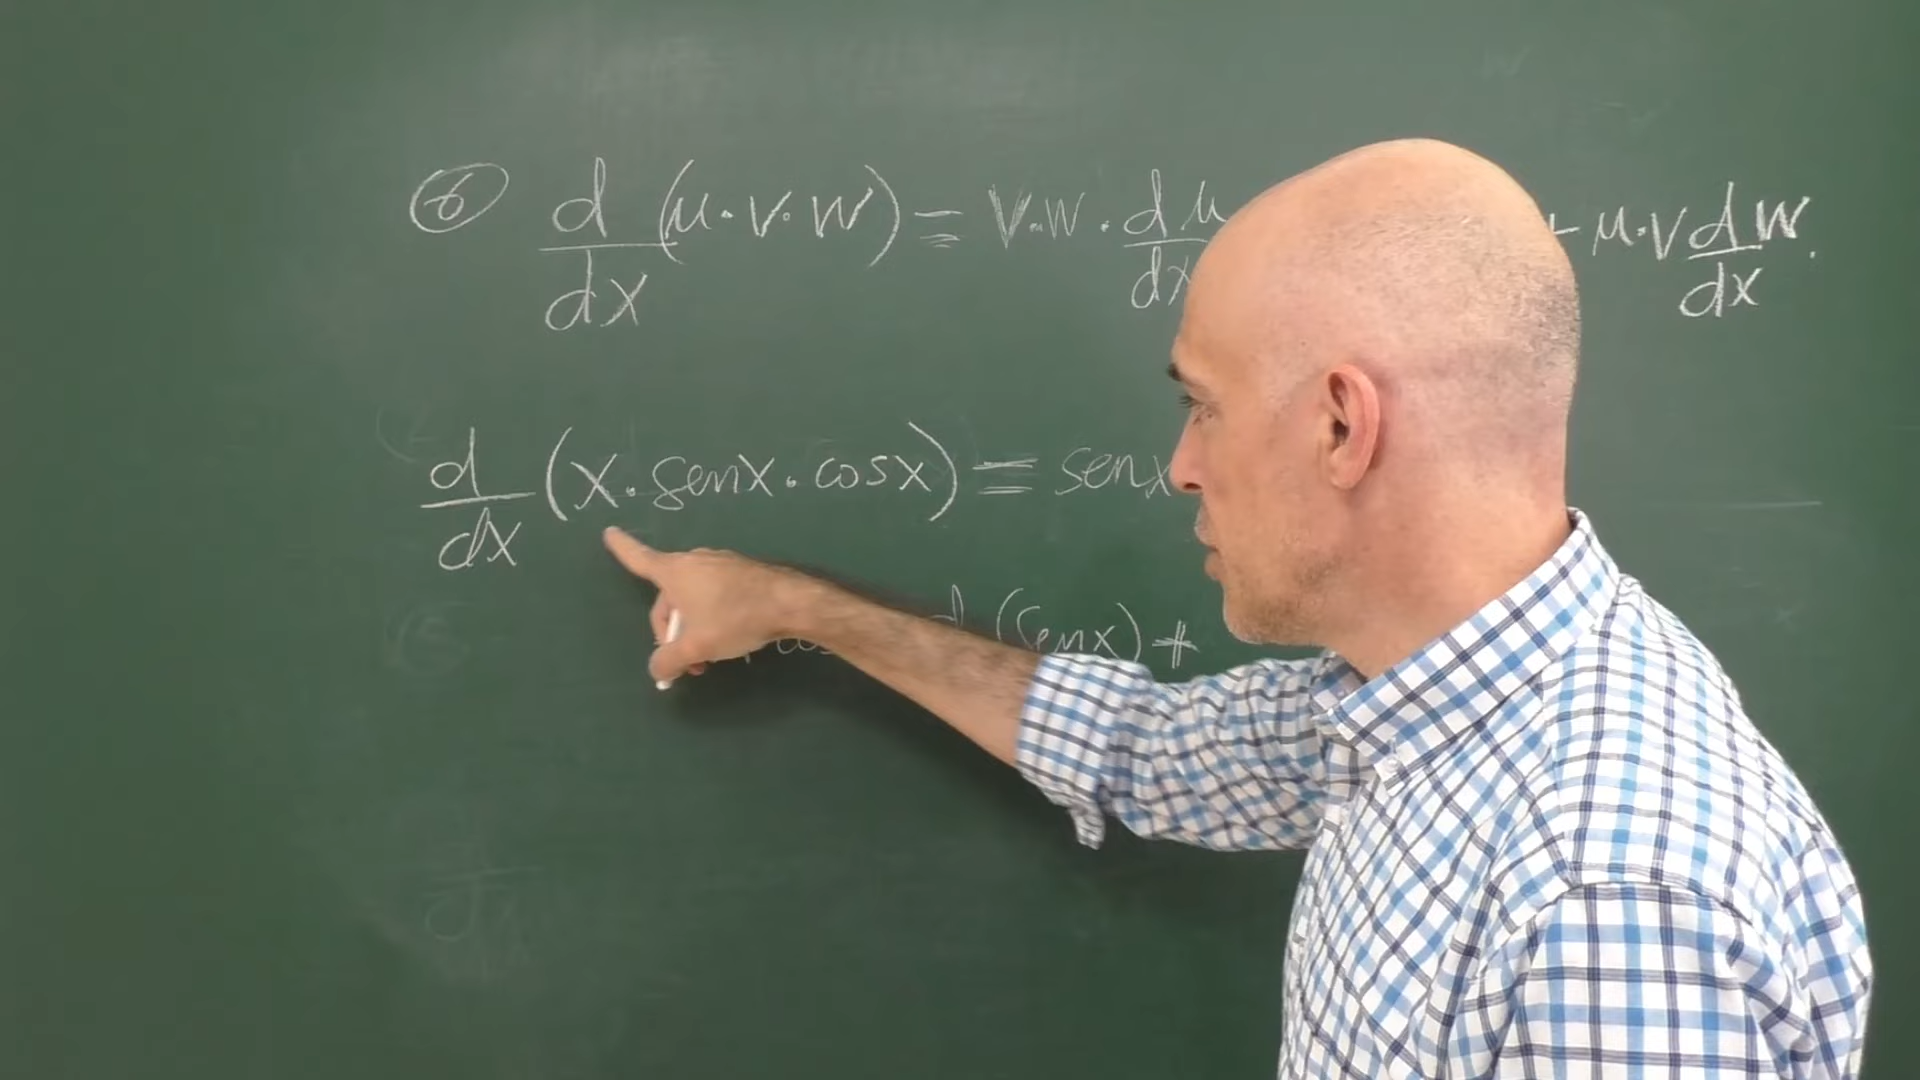 ⑥ d/dx (u·v·w) = v·w· du/dx + u·v dw/dx.
d/dx (x·senx·cosx) = senx
(senx) +